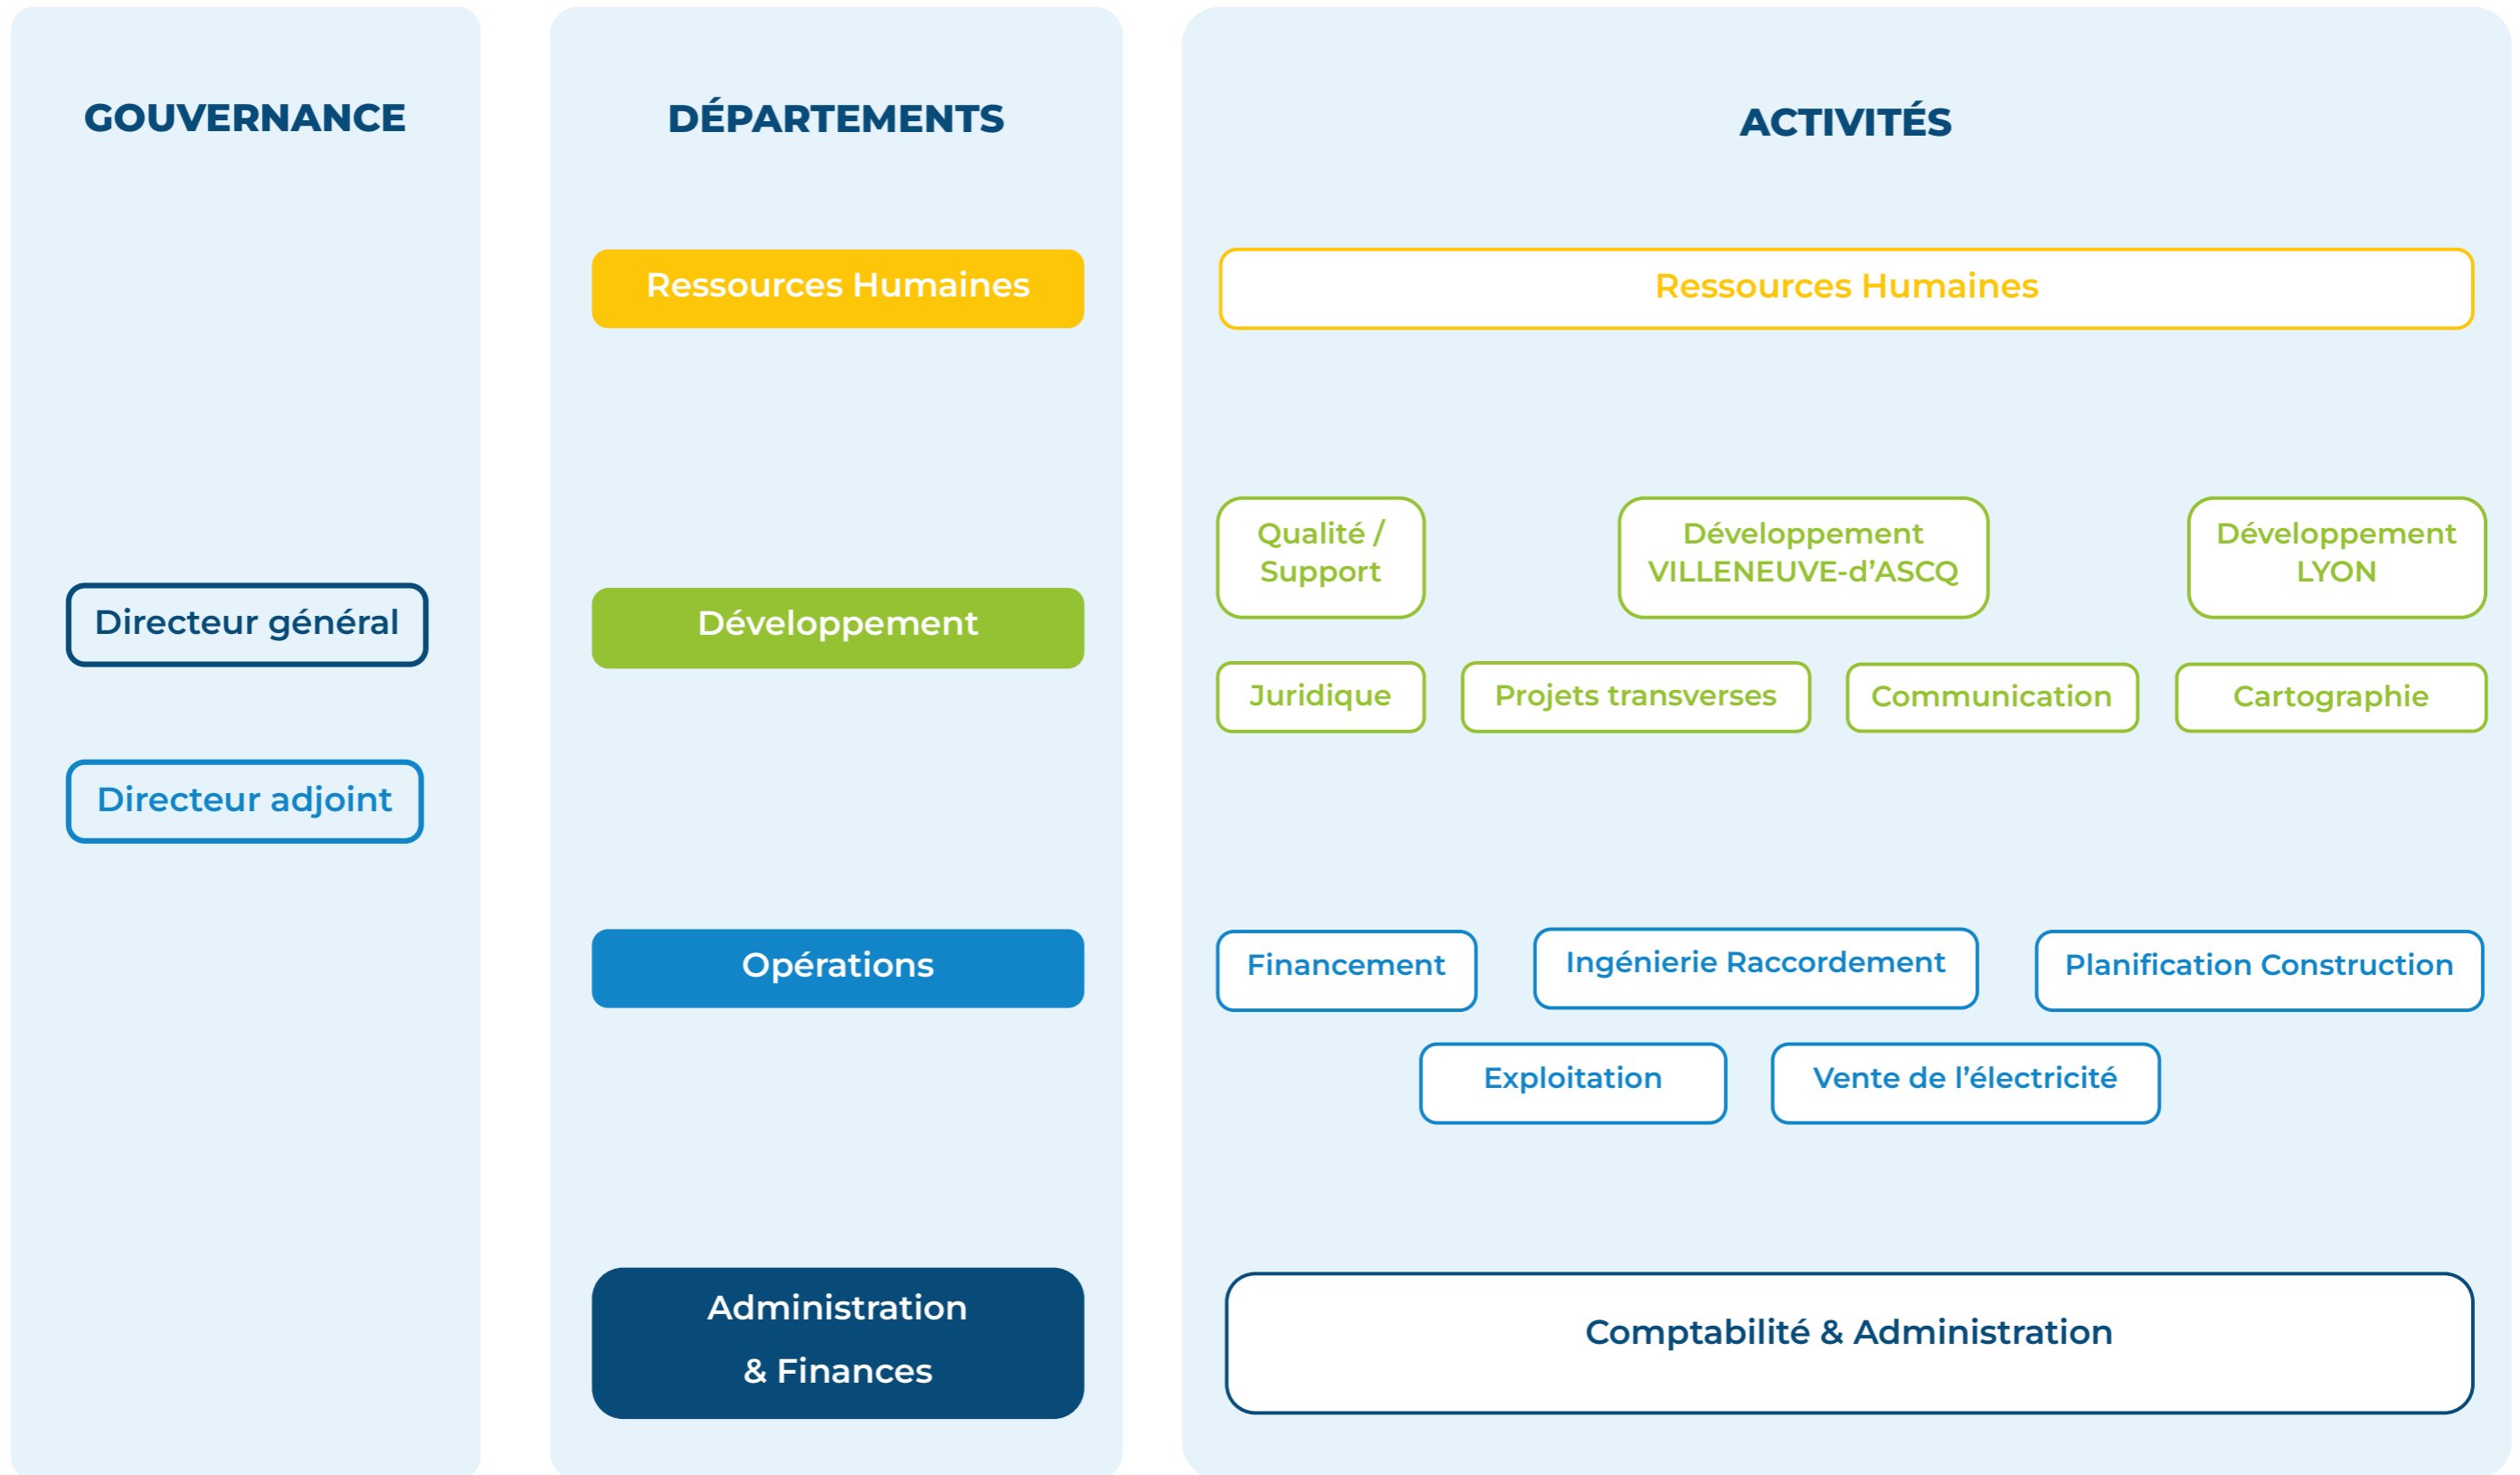 GOUVERNANCE
Directeur général
Directeur adjoint
DÉPARTEMENTS
Ressources Humaines
Développement
Opérations
Administration
& Finances
ACTIVITÉS
Ressources Humaines
Qualité /
Support
Développement
VILLENEUVE-d’ASCQ
Développement
LYON
Juridique
Projets transverses
Communication
Cartographie
Financement
Ingénierie Raccordement
Planification Construction
Exploitation
Vente de l’électricité
Comptabilité & Administration